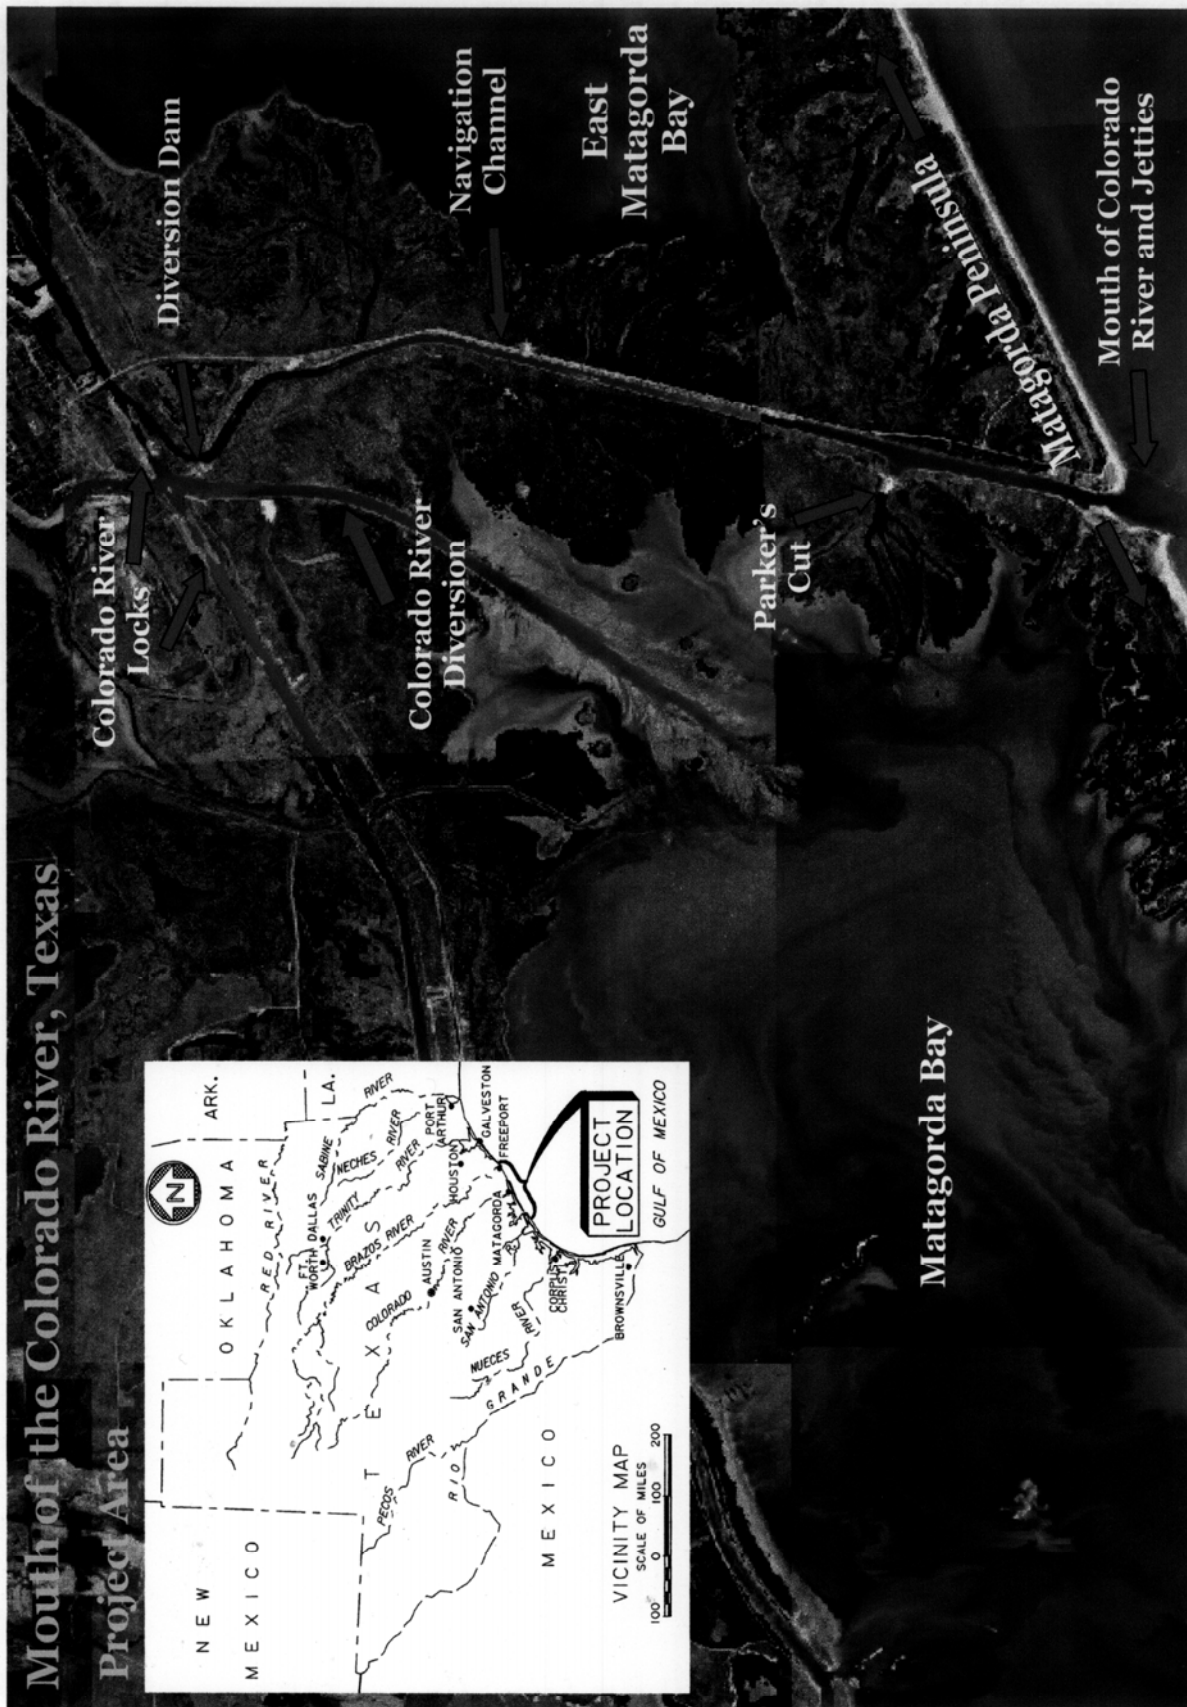 Mouth of the Colorado River, Texas
Project Area
Colorado River
Locks
Diversion Dam
Colorado River
Diversion
Navigation
Channel
East
Matagorda
Bay
Parker's
Cut
Matagorda Peninsula
Mouth of Colorado
River and Jetties
Matagorda Bay
N
NEW
MEXICO
OKLAHOMA
ARK.
LA.
RED RIVER
SABINE
RIVER
NECHES
RIVER
TRINITY
RIVER
FT.
WORTH
DALLAS
BRAZOS RIVER
TEXAS
COLORADO
RIVER
AUSTIN
SAN ANTONIO
SAN ANTONIO
R.
MATAGORDA
HOUSTON
PORT
ARTHUR
GALVESTON
FREEPORT
NUECES
RIVER
CORPUS
CHRISTI
BROWNSVILLE
PECOS
RIVER
RIO
GRANDE
MEXICO
GULF OF MEXICO
PROJECT
LOCATION
VICINITY MAP
SCALE OF MILES
100 0 100 200